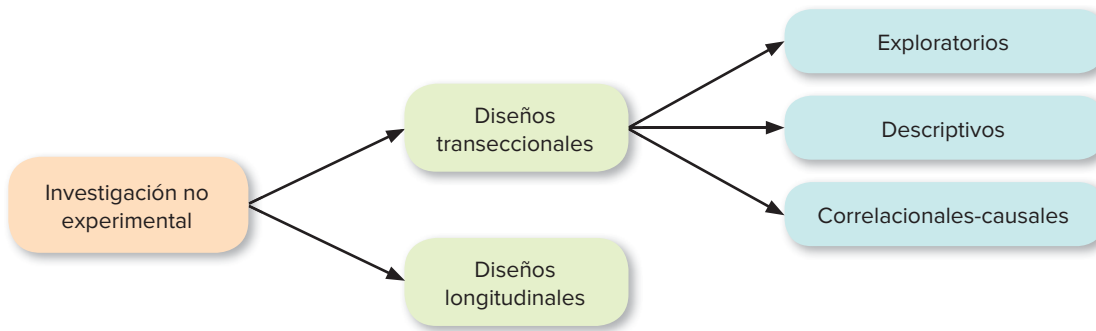 Investigación no
experimental
Diseños
transeccionales
Diseños
longitudinales
Exploratorios
Descriptivos
Correlacionales-causales